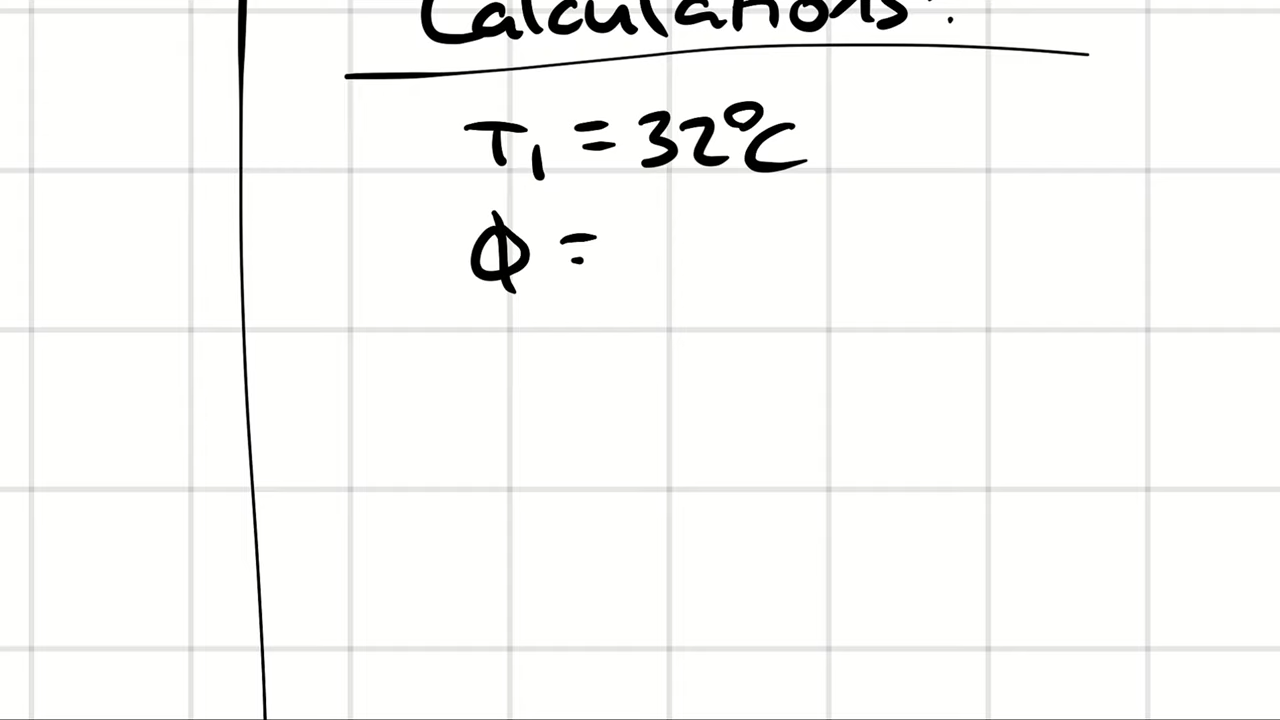 Calculations:
T₁ = 32°C
ϕ =